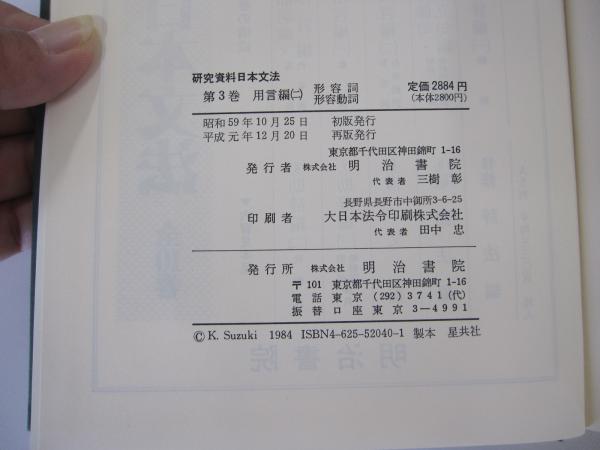 研究資料日本文法
第3巻 用言編㈡ 形容詞 形容動詞 定価2884円 (本体2800円)
昭和59年10月25日 初版発行
平成元年12月20日 再版発行
東京都千代田区神田錦町1-16
発行者 株式会社 明治書院
代表者 三樹彰
長野県長野市中御所3-6-25
印刷者 大日本法令印刷株式会社
代表者 田中忠
発行所 株式会社 明治書院
〒101 東京都千代田区神田錦町1-16
電話東京(292)3741(代)
振替口座東京3-4991
©K. Suzuki 1984 ISBN4-625-52040-1 製本 星共社